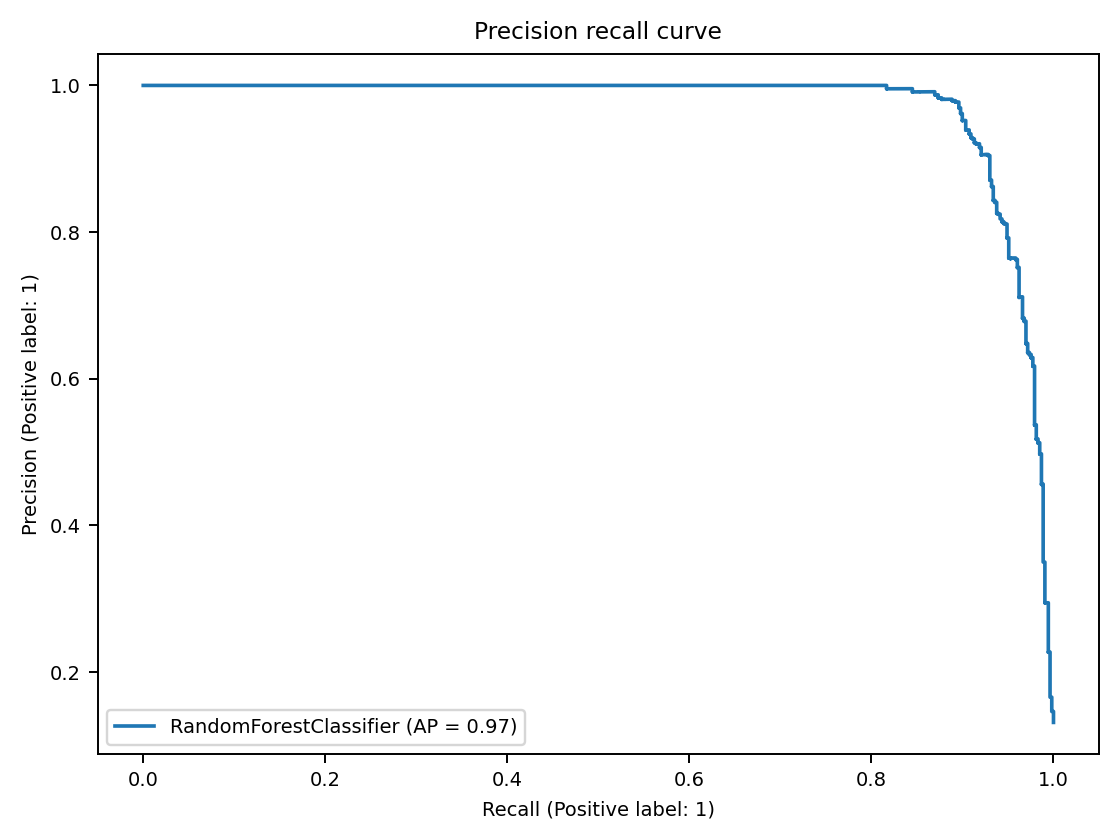 Precision recall curve
1.0
0.8
0.6
0.4
0.2
Precision (Positive label: 1)
RandomForestClassifier (AP = 0.97)
0.0
0.2
0.4
0.6
0.8
1.0
Recall (Positive label: 1)